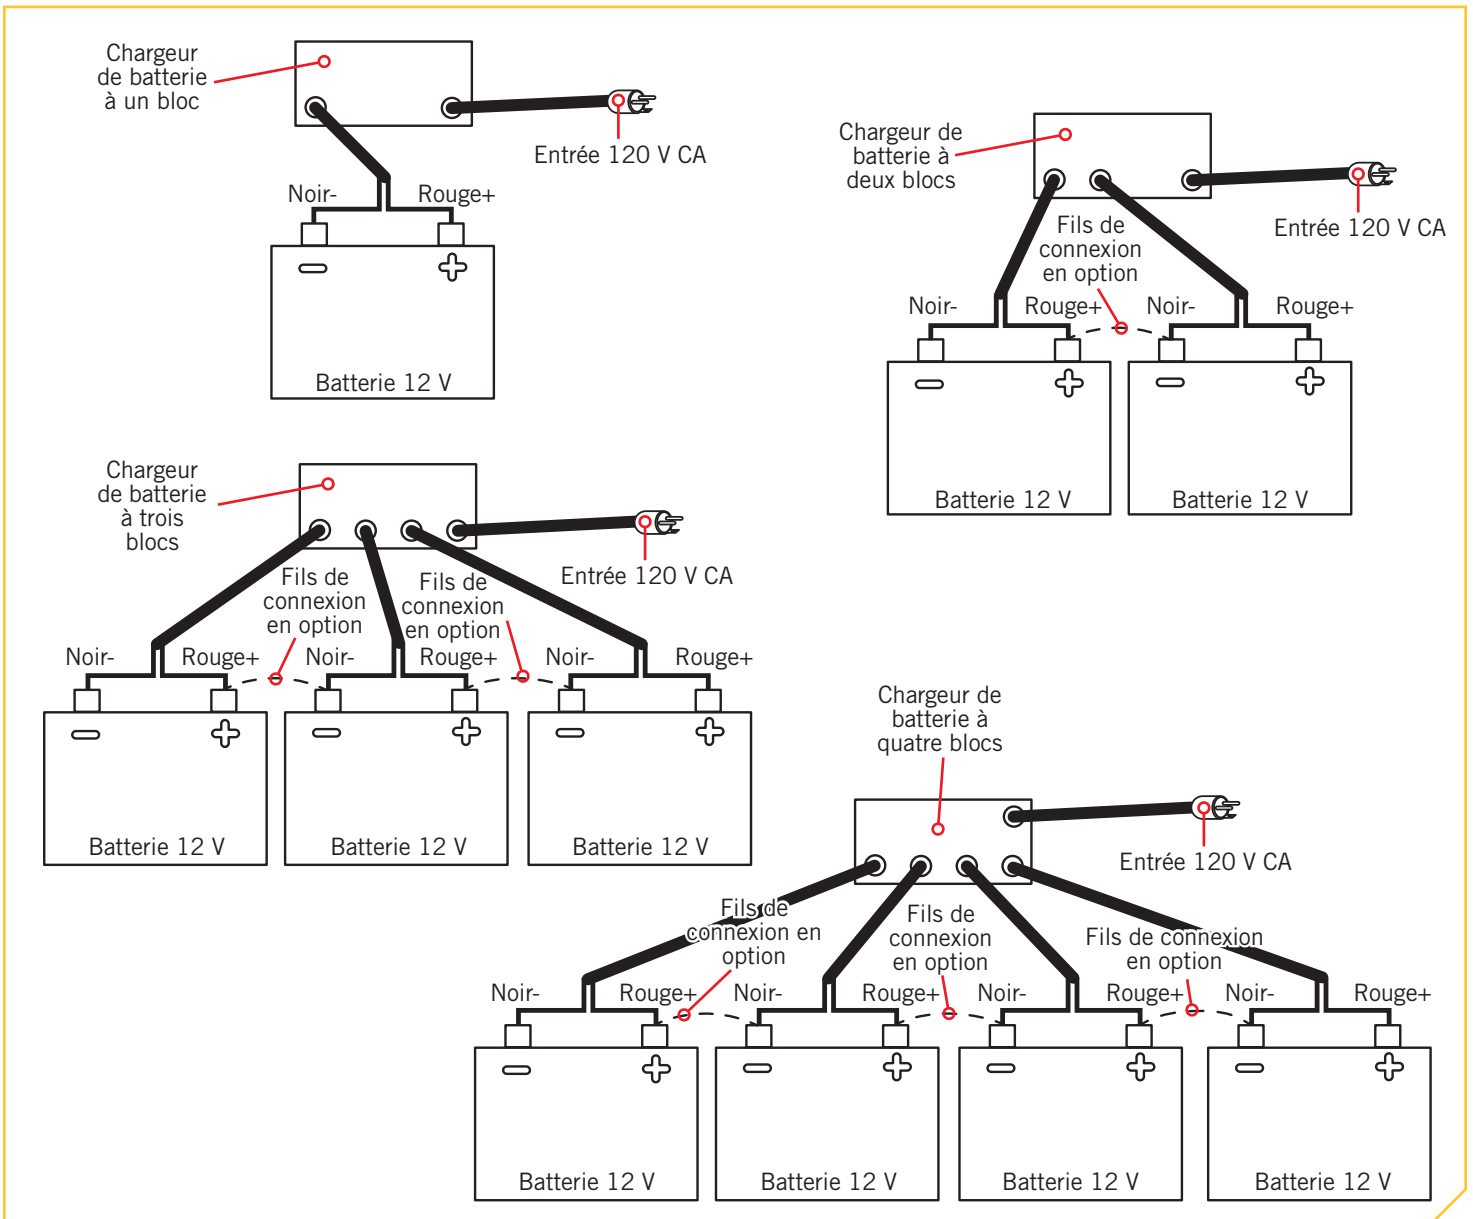 Chargeur
de batterie
à un bloc
Entrée 120 V CA
Noir-
Rouge+
Batterie 12 V
Chargeur de
batterie à
deux blocs
Entrée 120 V CA
Fils de
connexion
en option
Noir-
Rouge+
Noir-
Rouge+
Batterie 12 V
Batterie 12 V
Chargeur
de batterie
à trois
blocs
Entrée 120 V CA
Fils de
connexion
en option
Fils de
connexion
en option
Noir-
Rouge+
Noir-
Rouge+
Noir-
Rouge+
Batterie 12 V
Batterie 12 V
Batterie 12 V
Chargeur de
batterie à
quatre blocs
Entrée 120 V CA
Fils de
connexion en
option
Fils de
connexion
en option
Fils de connexion
en option
Noir-
Rouge+
Noir-
Rouge+
Noir-
Rouge+
Noir-
Rouge+
Batterie 12 V
Batterie 12 V
Batterie 12 V
Batterie 12 V